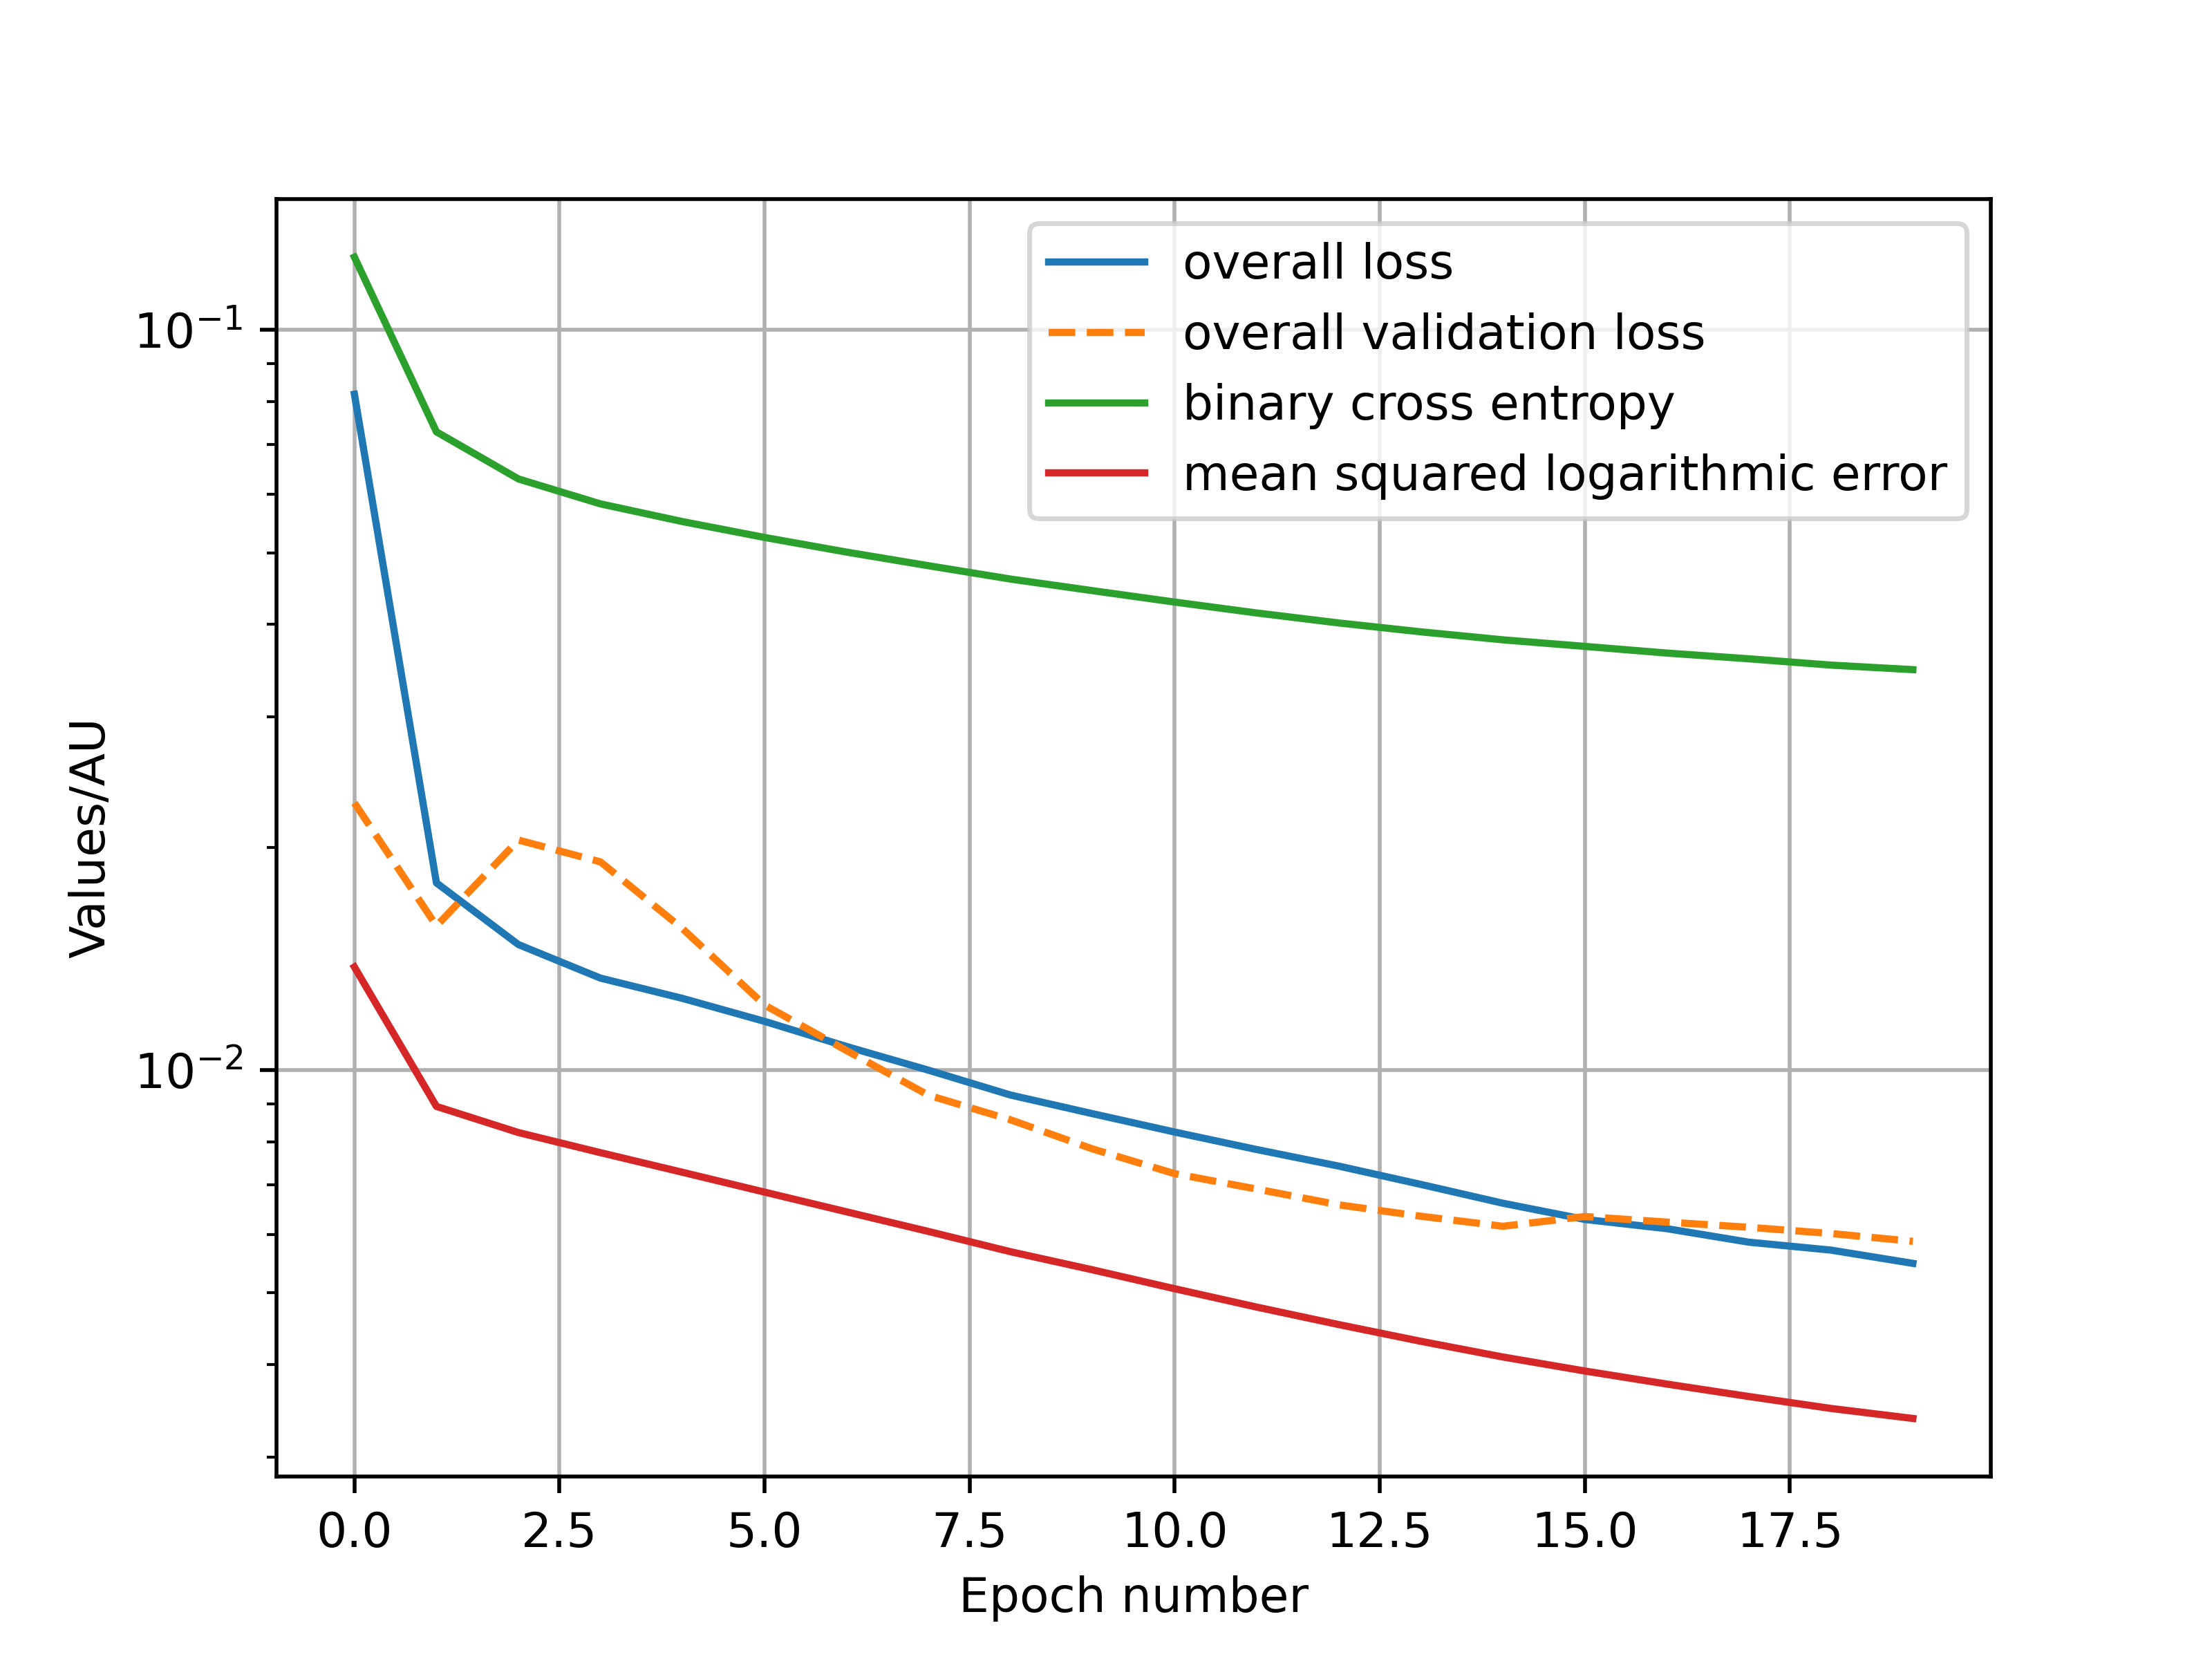 overall loss
overall validation loss
binary cross entropy
mean squared logarithmic error
10⁻¹
10⁻²
Values/AU
0.0 2.5 5.0 7.5 10.0 12.5 15.0 17.5
Epoch number